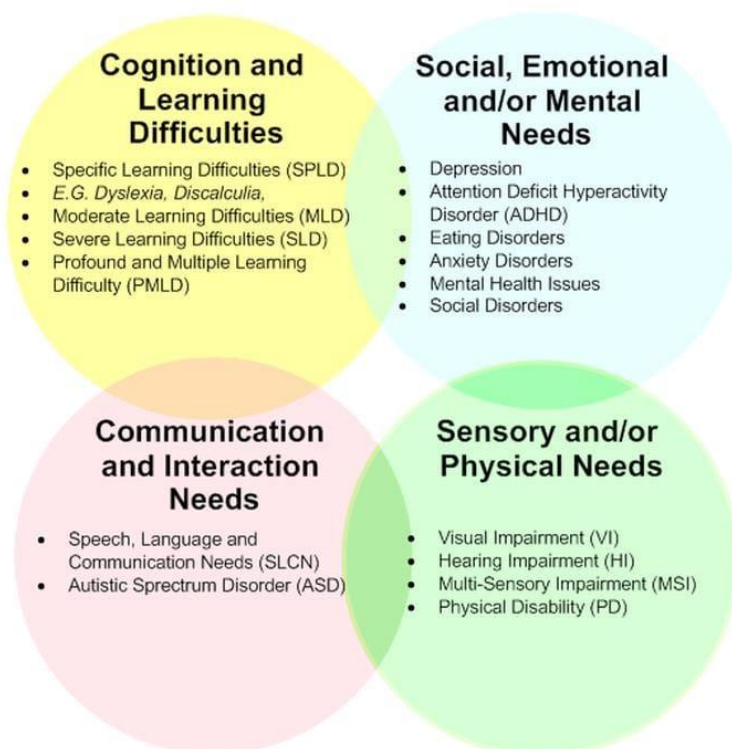 Cognition and
Learning
Difficulties
• Specific Learning Difficulties (SPLD)
• E.G. Dyslexia, Discalculia,
• Moderate Learning Difficulties (MLD)
• Severe Learning Difficulties (SLD)
• Profound and Multiple Learning
Difficulty (PMLD)
Social, Emotional
and/or Mental
Needs
• Depression
• Attention Deficit Hyperactivity
Disorder (ADHD)
• Eating Disorders
• Anxiety Disorders
• Mental Health Issues
• Social Disorders
Communication
and Interaction
Needs
• Speech, Language and
Communication Needs (SLCN)
• Autistic Sprectrum Disorder (ASD)
Sensory and/or
Physical Needs
• Visual Impairment (VI)
• Hearing Impairment (HI)
• Multi-Sensory Impairment (MSI)
• Physical Disability (PD)